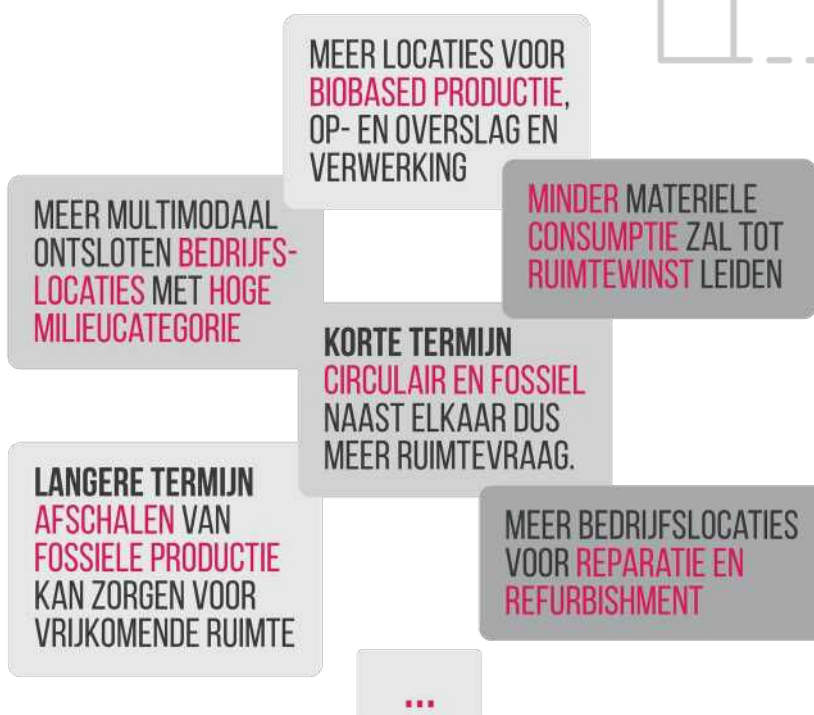 MEER LOCATIES VOOR
BIOBASED PRODUCTIE,
OP- EN OVERSLAG EN
VERWERKING
MINDER MATERIELE
CONSUMPTIE ZAL TOT
RUIMTEWINST LEIDEN
MEER MULTIMODAAL
ONTSLOTEN BEDRIJFS-
LOCATIES MET HOGE
MILIEUCATEGORIE
KORTE TERMIJN
CIRCULAIR EN FOSSIEL
NAAST ELKAAR DUS
MEER RUIMTEVRAAG.
LANGERE TERMIJN
AFSCHALEN VAN
FOSSIELE PRODUCTIE
KAN ZORGEN VOOR
VRIJKOMENDE RUIMTE
MEER BEDRIJFSLOCATIES
VOOR REPARATIE EN
REFURBISHMENT
...